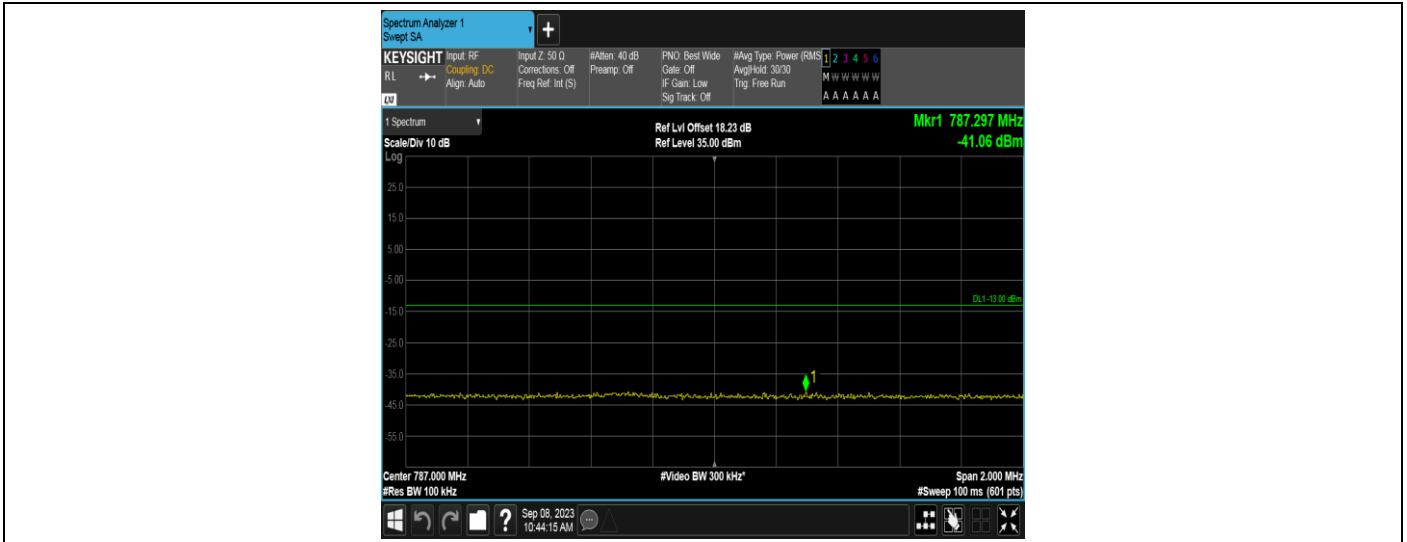 Spectrum Analyzer 1
Swept SA
+
KEYSIGHT
RL
LXI
Input: RF
Coupling: DC
Align: Auto
Input Z: 50 Ω
Corrections: Off
Freq Ref: Int (S)
#Atten: 40 dB
Preamp: Off
PNO: Best Wide
Gate: Off
IF Gain: Low
Sig Track: Off
#Avg Type: Power (RMS
Avg|Hold: 30/30
Trig: Free Run
1 2 3 4 5 6
M W W W W W
A A A A A A
1 Spectrum
Scale/Div 10 dB
Log
Ref Lvl Offset 18.23 dB
Ref Level 35.00 dBm
Mkr1 787.297 MHz
-41.06 dBm
25.0
15.0
5.00
-5.00
DL1 -13.00 dBm
-15.0
-25.0
-35.0
1
-45.0
-55.0
Center 787.000 MHz
#Video BW 300 kHz*
Span 2.000 MHz
#Res BW 100 kHz
#Sweep 100 ms (601 pts)
?
Sep 08, 2023
10:44:15 AM